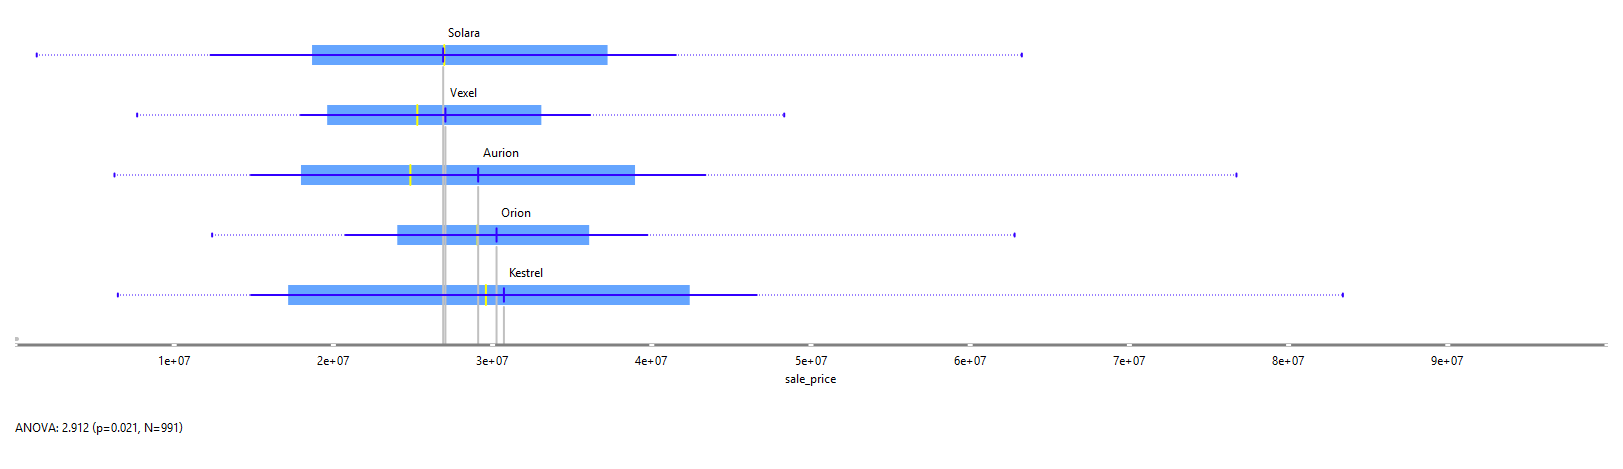 Solara
Vexel
Aurion
Orion
Kestrel
1e+07 2e+07 3e+07 4e+07 5e+07 6e+07 7e+07 8e+07 9e+07
sale_price
ANOVA: 2.912 (p=0.021, N=991)